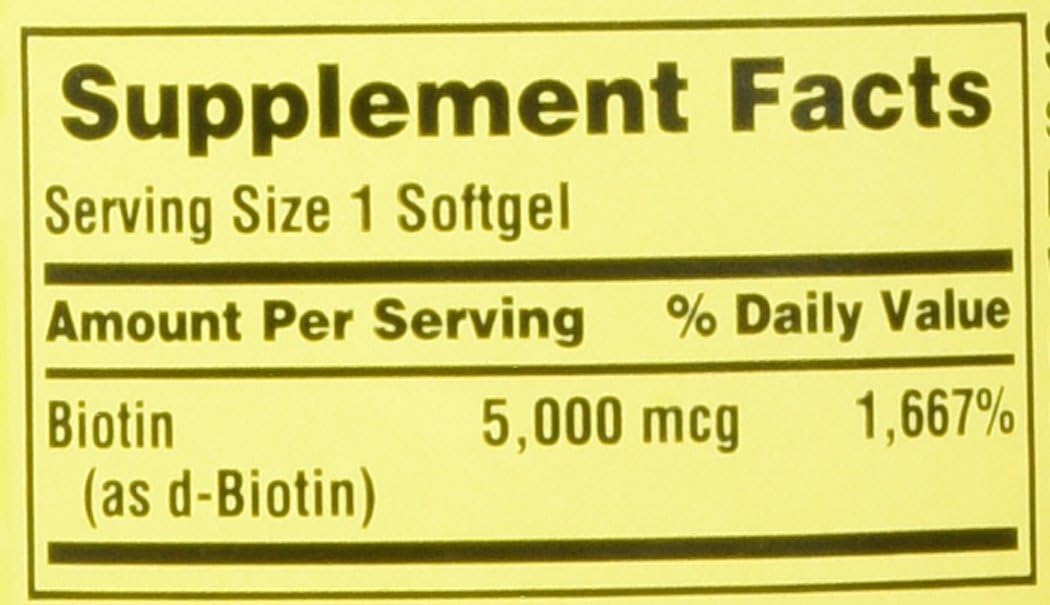 Supplement Facts
Serving Size 1 Softgel
Amount Per Serving % Daily Value
Biotin 5,000 mcg 1,667%
(as d-Biotin)